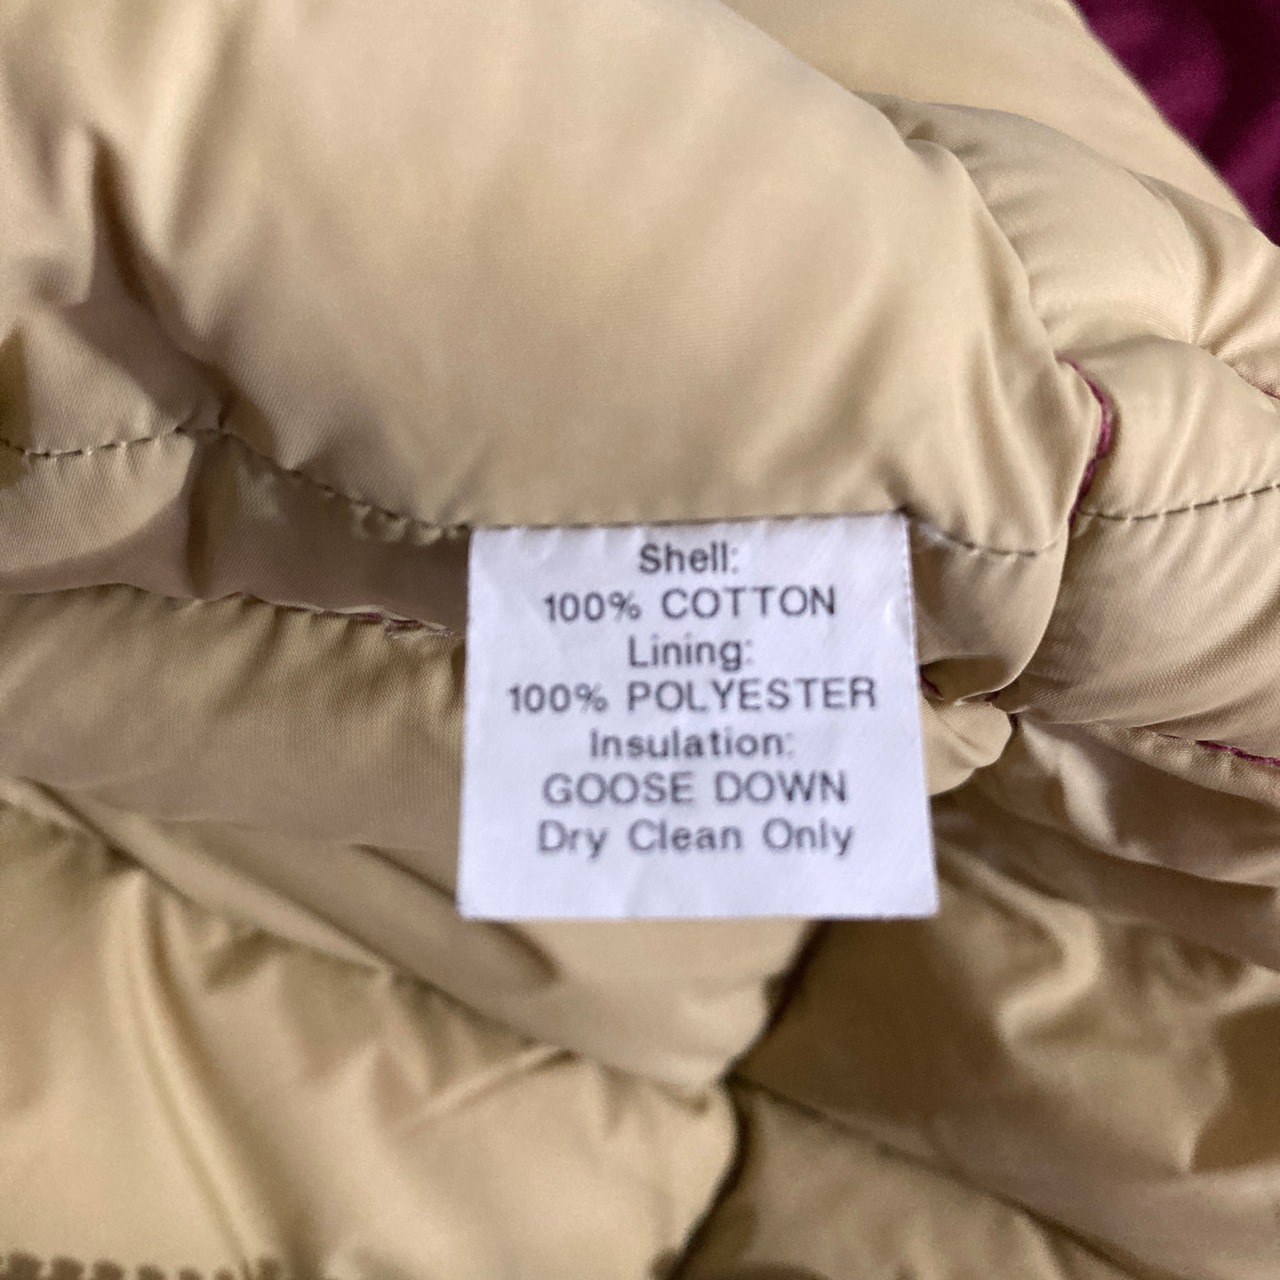 Shell:
100% COTTON
Lining:
100% POLYESTER
Insulation:
GOOSE DOWN
Dry Clean Only